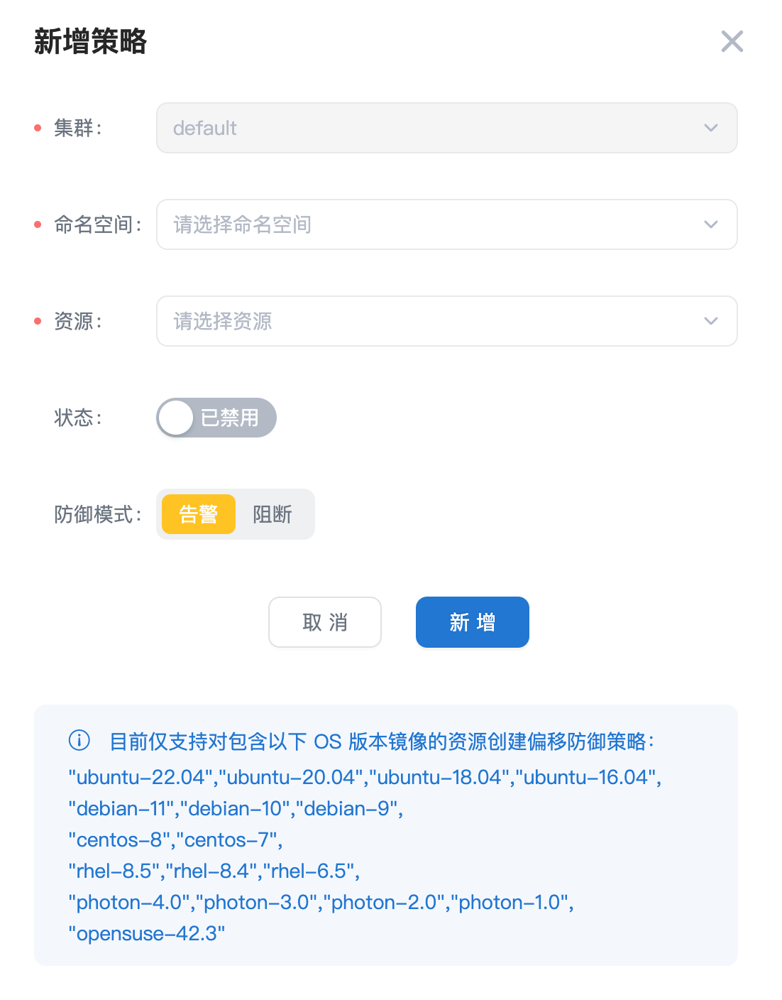 新增策略
集群:
default
命名空间:
请选择命名空间
资源:
请选择资源
状态:
已禁用
防御模式:
告警 阻断
取 消 新 增
目前仅支持对包含以下 OS 版本镜像的资源创建偏移防御策略:
"ubuntu-22.04","ubuntu-20.04","ubuntu-18.04","ubuntu-16.04",
"debian-11","debian-10","debian-9",
"centos-8","centos-7",
"rhel-8.5","rhel-8.4","rhel-6.5",
"photon-4.0","photon-3.0","photon-2.0","photon-1.0",
"opensuse-42.3"